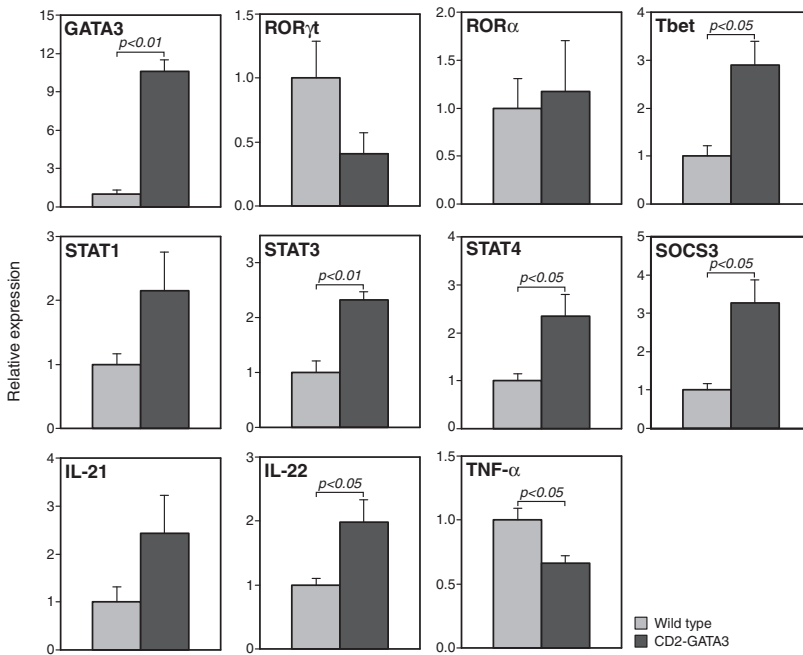 GATA3
p<0.01
15
12
9
6
3
0
RORγt
1.5
1.0
0.5
0.0
RORα
2.0
1.5
1.0
0.5
0.0
Tbet
p<0.05
4
3
2
1
0
Relative expression
STAT1
3
2
1
0
STAT3
p<0.01
3
2
1
0
STAT4
p<0.05
4
3
2
1
0
SOCS3
p<0.05
5
4
3
2
1
0
IL-21
4
3
2
1
0
IL-22
p<0.05
3
2
1
0
TNF-α
p<0.05
1.5
1.0
0.5
0.0
Wild type
CD2-GATA3